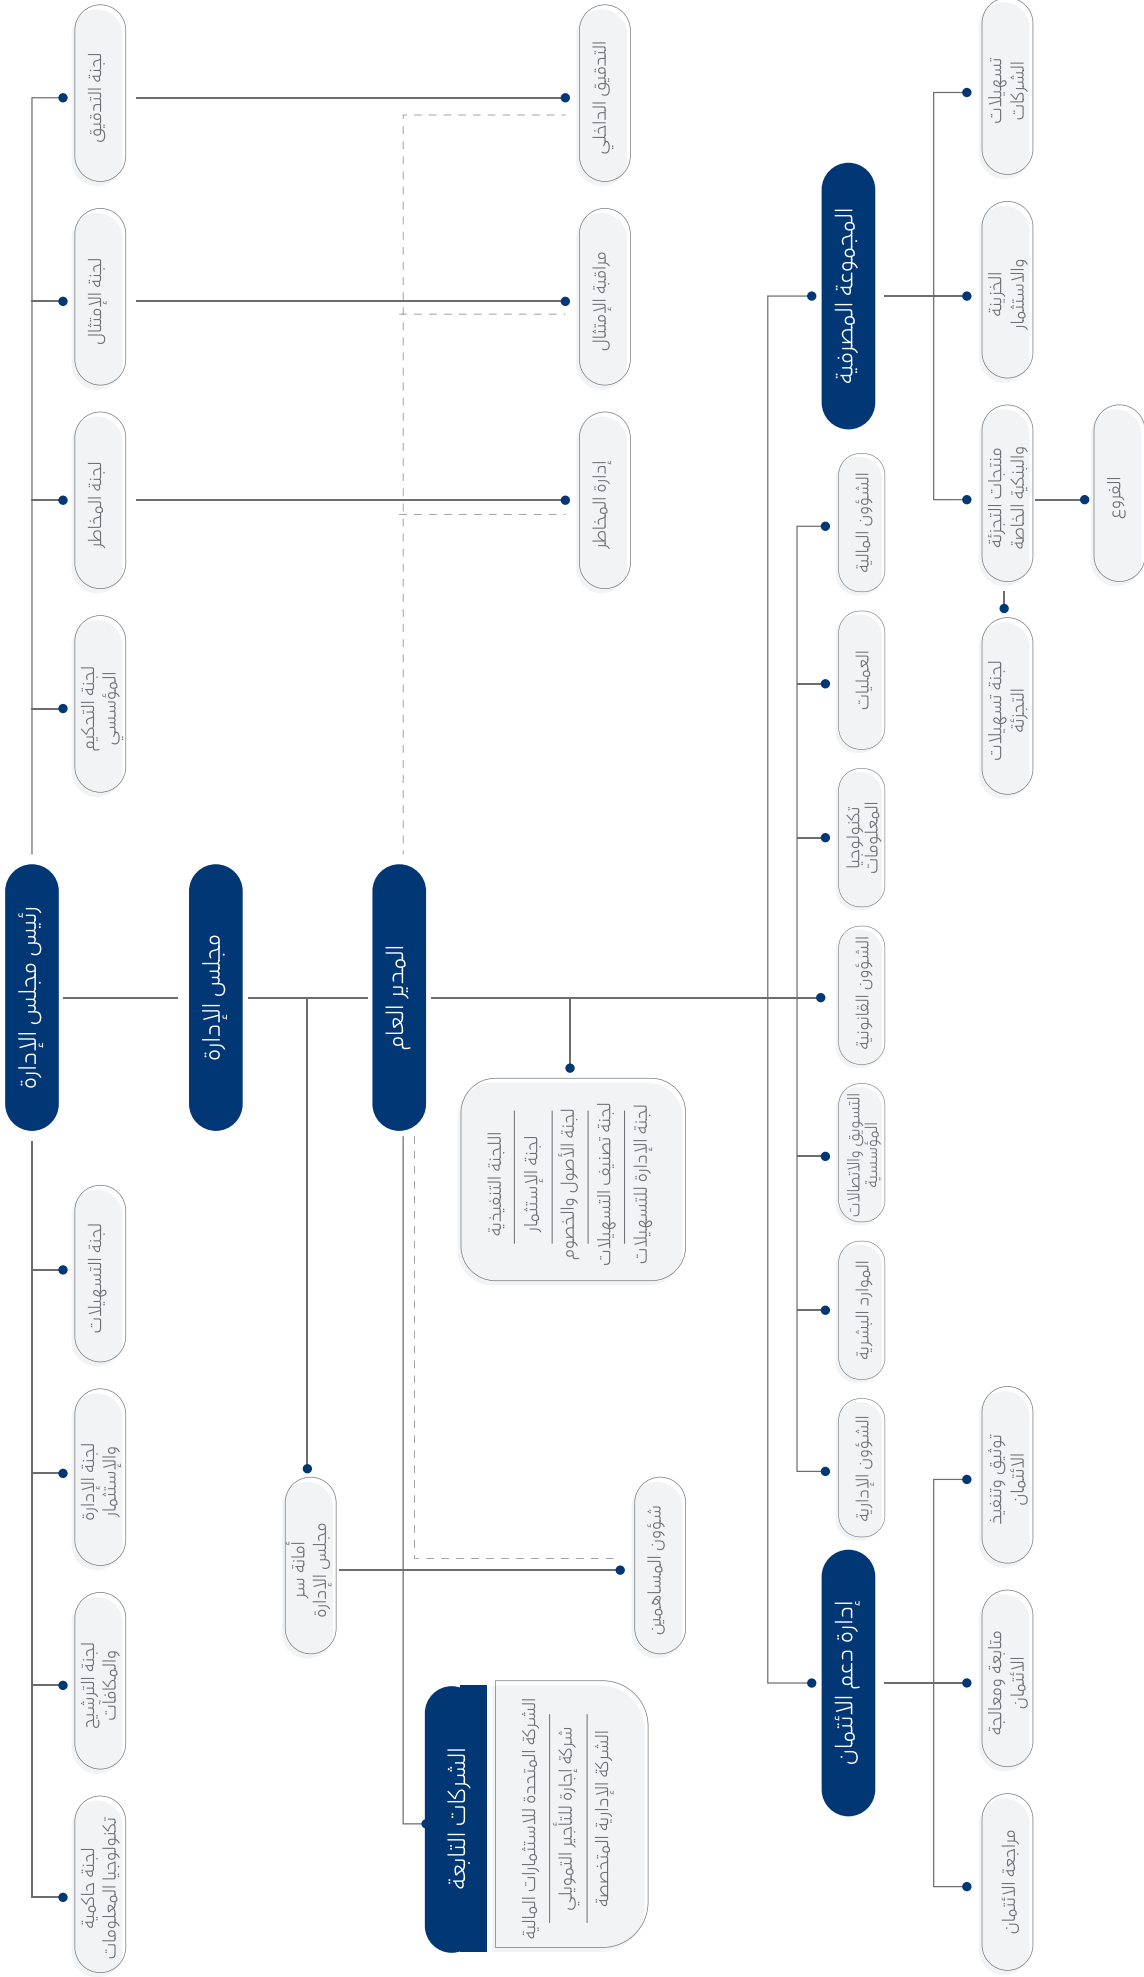 رئيس مجلس الإدارة
لجنة التدقيق
لجنة الإمتثال
لجنة المخاطر
لجنة التحكيم
المؤسسي
لجنة التسهيلات
لجنة الإدارة
والإستثمار
لجنة الترشيح
والمكافآت
لجنة حاكمية
تكنولوجيا المعلومات
مجلس الإدارة
أمانة سر
مجلس الإدارة
المدير العام
التدقيق الداخلي
مراقبة الإمتثال
إدارة المخاطر
اللجنة التنفيذية
لجنة الإستثمار
لجنة الأصول والخصوم
لجنة تصنيف التسهيلات
لجنة الإدارة للتسهيلات
شؤون المساهمين
الشركات التابعة
الشركة المتحدة للاستثمارات المالية
شركة إجارة للتأجير التمويلي
الشركة الإدارية المتخصصة
المجموعة المصرفية
الشؤون المالية
العمليات
تكنولوجيا
المعلومات
الشؤون القانونية
التسويق والاتصالات
المؤسسية
الموارد البشرية
الشؤون الإدارية
إدارة دعم الائتمان
تسهيلات
الشركات
الخزينة
والاستثمار
منتجات التجزئة
والبنكية الخاصة
لجنة تسهيلات
التجزئة
توثيق وتنفيذ
الائتمان
متابعة ومعالجة
الائتمان
مراجعة الائتمان
الفروع